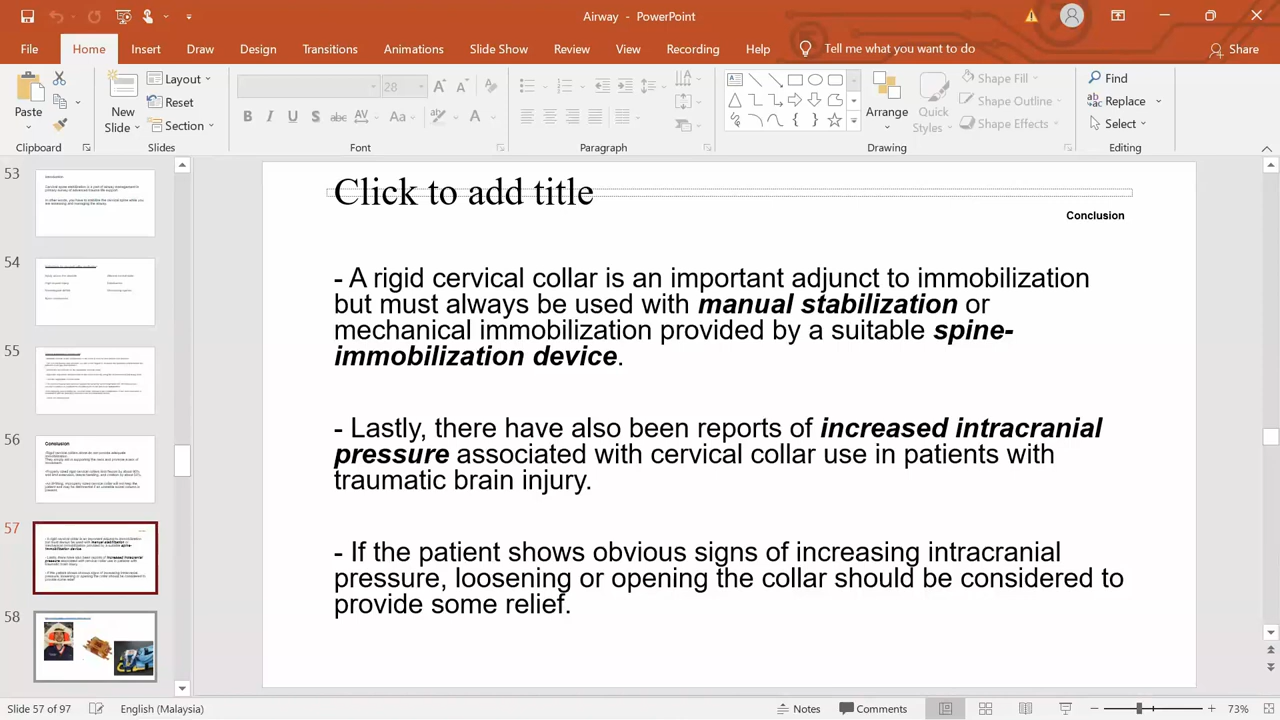 Airway - PowerPoint
File Home Insert Draw Design Transitions Animations Slide Show Review View Recording Help Tell me what you want to do Share
Paste
New Slide
Layout
Reset
Section
28
Arrange
Quick Styles
Shape Fill
Shape Outline
Shape Effects
Find
Replace
Select
Clipboard Slides Font Paragraph Drawing Editing
53
54
55
56
Conclusion
57
58
Click to add title
Conclusion
- A rigid cervical collar is an important adjunct to immobilization
but must always be used with manual stabilization or
mechanical immobilization provided by a suitable spine-
immobilization device.
- Lastly, there have also been reports of increased intracranial
pressure associated with cervical collar use in patients with
traumatic brain injury.
- If the patient shows obvious signs of increasing intracranial
pressure, loosening or opening the collar should be considered to
provide some relief.
Slide 57 of 97 English (Malaysia) Notes Comments 73%